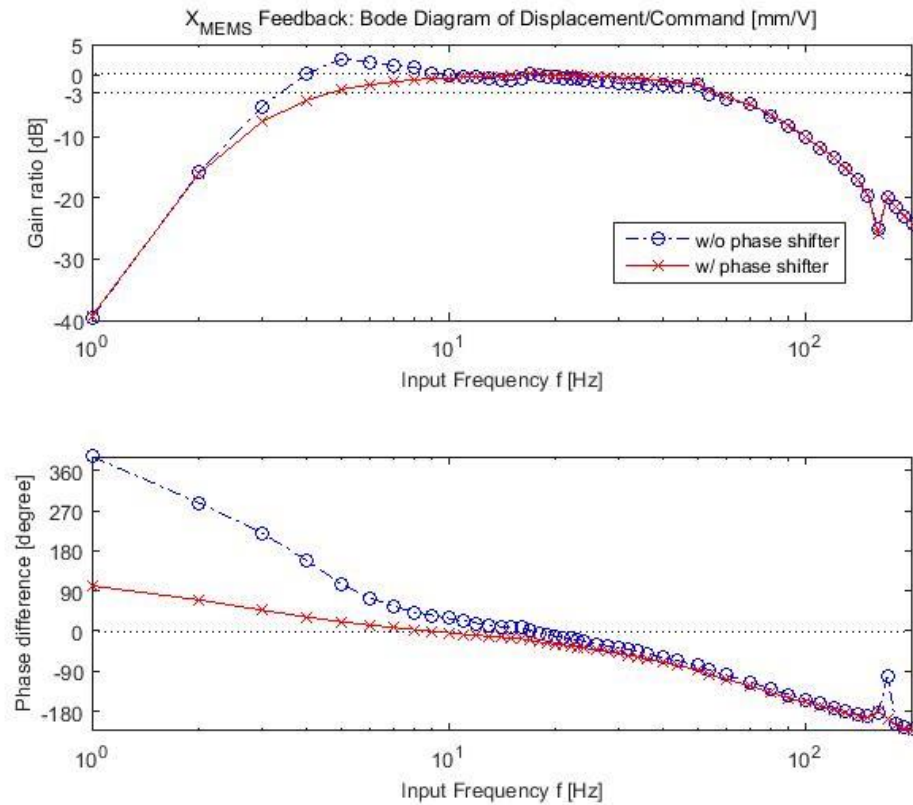 X_MEMS Feedback: Bode Diagram of Displacement/Command [mm/V]
5
0
-3
-10
-20
-30
-40
Gain ratio [dB]
w/o phase shifter
w/ phase shifter
10^0 10^1 10^2
Input Frequency f [Hz]
360
270
180
90
0
-90
-180
Phase difference [degree]
10^0 10^1 10^2
Input Frequency f [Hz]